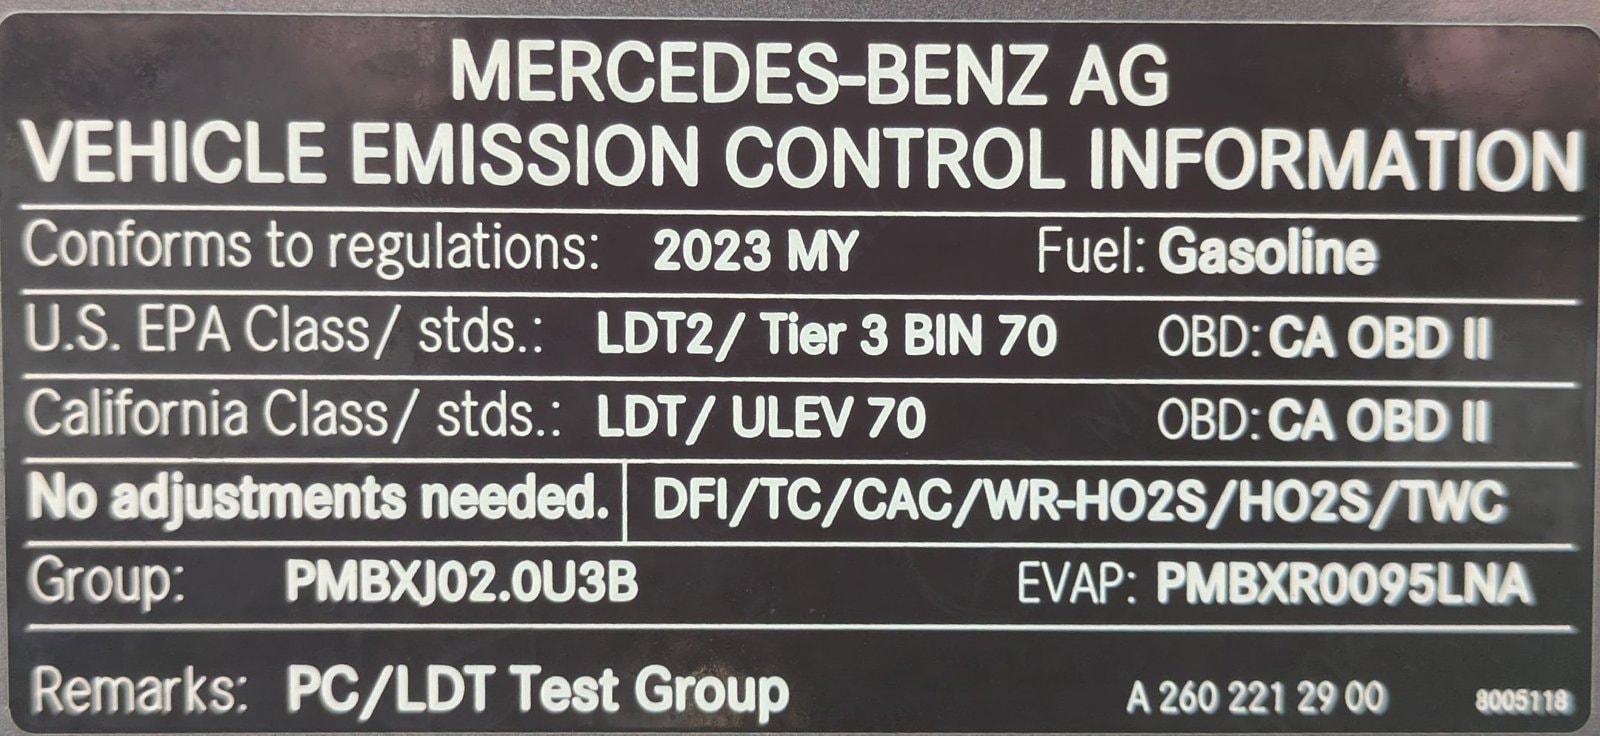 MERCEDES-BENZ AG
VEHICLE EMISSION CONTROL INFORMATION
Conforms to regulations: 2023 MY Fuel: Gasoline
U.S. EPA Class/ stds.: LDT2/ Tier 3 BIN 70 OBD: CA OBD II
California Class/ stds.: LDT/ ULEV 70 OBD: CA OBD II
No adjustments needed. DFI/TC/CAC/WR-HO2S/HO2S/TWC
Group: PMBXJ02.0U3B EVAP: PMBXR0095LNA
Remarks: PC/LDT Test Group A 260 221 29 00 8005118